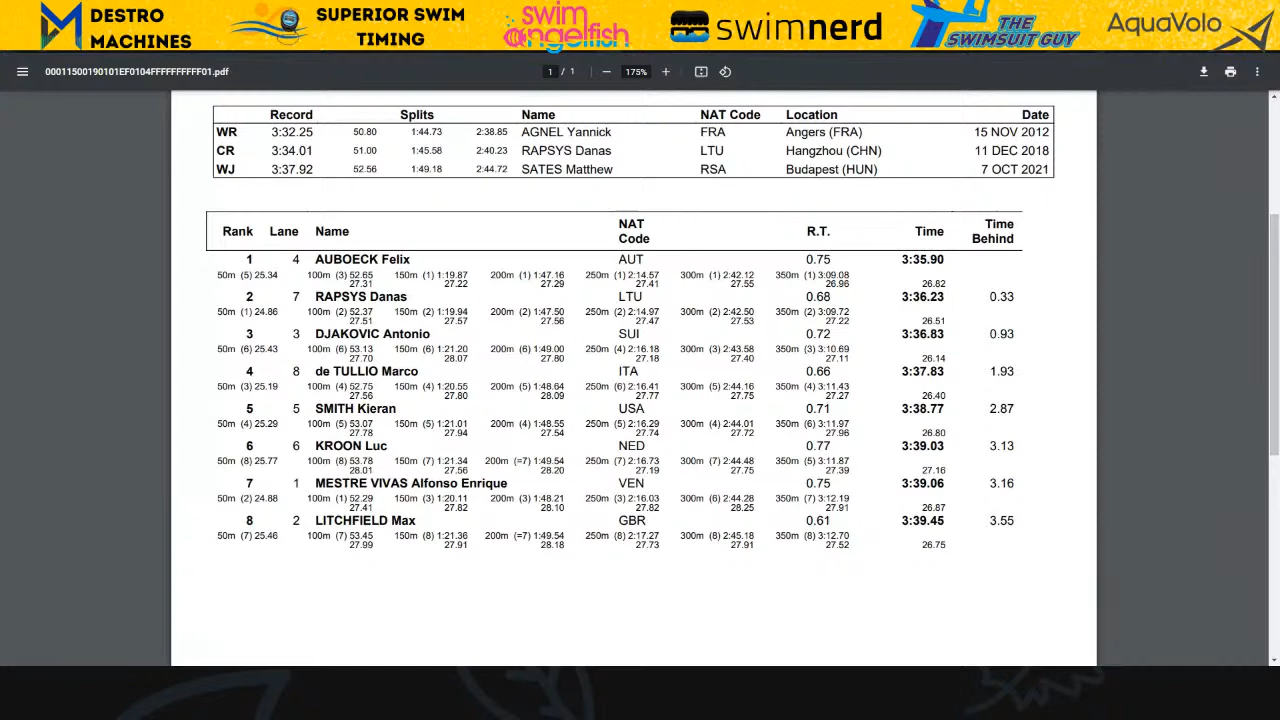 DESTRO MACHINES
SUPERIOR SWIM TIMING
swim angelfish
swimnerd
THE SWIMSUIT GUY
AquaVolo
00011500190101EF0104FFFFFFFFFF01.pdf
1 / 1 — 175% +
Record Splits Name NAT Code Location Date
WR 3:32.25 50.80 1:44.73 2:38.85 AGNEL Yannick FRA Angers (FRA) 15 NOV 2012
CR 3:34.01 51.00 1:45.58 2:40.23 RAPSYS Danas LTU Hangzhou (CHN) 11 DEC 2018
WJ 3:37.92 52.56 1:49.18 2:44.72 SATES Matthew RSA Budapest (HUN) 7 OCT 2021
Rank Lane Name NAT Code R.T. Time Time Behind
1 4 AUBOECK Felix AUT 0.75 3:35.90
50m (5) 25.34 100m (3) 52.65 150m (1) 1:19.87 200m (1) 1:47.16 250m (1) 2:14.57 300m (1) 2:42.12 350m (1) 3:09.08
27.31 27.22 27.29 27.41 27.55 26.96 26.82
2 7 RAPSYS Danas LTU 0.68 3:36.23 0.33
50m (1) 24.86 100m (2) 52.37 150m (2) 1:19.94 200m (2) 1:47.50 250m (2) 2:14.97 300m (2) 2:42.50 350m (2) 3:09.72
27.51 27.57 27.56 27.47 27.53 27.22 26.51
3 3 DJAKOVIC Antonio SUI 0.72 3:36.83 0.93
50m (6) 25.43 100m (6) 53.13 150m (6) 1:21.20 200m (6) 1:49.00 250m (4) 2:16.18 300m (3) 2:43.58 350m (3) 3:10.69
27.70 28.07 27.80 27.18 27.40 27.11 26.14
4 8 de TULLIO Marco ITA 0.66 3:37.83 1.93
50m (3) 25.19 100m (4) 52.75 150m (4) 1:20.55 200m (5) 1:48.64 250m (6) 2:16.41 300m (5) 2:44.16 350m (4) 3:11.43
27.56 27.80 28.09 27.77 27.75 27.27 26.40
5 5 SMITH Kieran USA 0.71 3:38.77 2.87
50m (4) 25.29 100m (5) 53.07 150m (5) 1:21.01 200m (4) 1:48.55 250m (5) 2:16.29 300m (4) 2:44.01 350m (6) 3:11.97
27.78 27.94 27.54 27.74 27.72 27.96 26.80
6 6 KROON Luc NED 0.77 3:39.03 3.13
50m (8) 25.77 100m (8) 53.78 150m (7) 1:21.34 200m (=7) 1:49.54 250m (7) 2:16.73 300m (7) 2:44.48 350m (5) 3:11.87
28.01 27.56 28.20 27.19 27.75 27.39 27.16
7 1 MESTRE VIVAS Alfonso Enrique VEN 0.75 3:39.06 3.16
50m (2) 24.88 100m (1) 52.29 150m (3) 1:20.11 200m (3) 1:48.21 250m (3) 2:16.03 300m (6) 2:44.28 350m (7) 3:12.19
27.41 27.82 28.10 27.82 28.25 27.91 26.87
8 2 LITCHFIELD Max GBR 0.61 3:39.45 3.55
50m (7) 25.46 100m (7) 53.45 150m (8) 1:21.36 200m (=7) 1:49.54 250m (8) 2:17.27 300m (8) 2:45.18 350m (8) 3:12.70
27.99 27.91 28.18 27.73 27.91 27.52 26.75